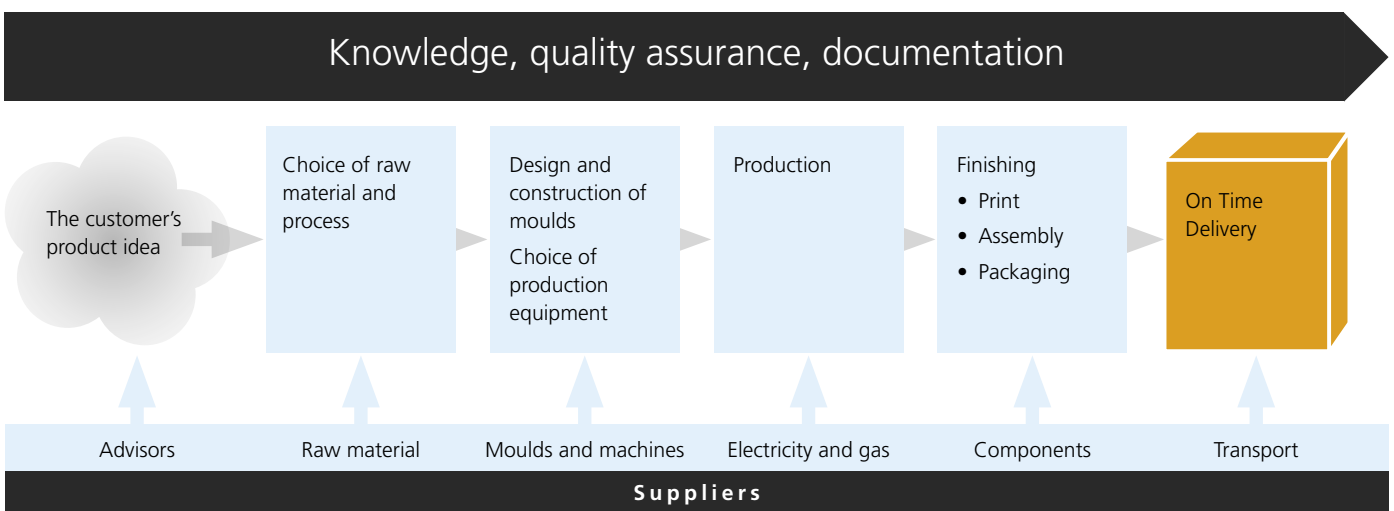 Knowledge, quality assurance, documentation
The customer's
product idea
Choice of raw
material and
process
Design and
construction of
moulds
Choice of
production
equipment
Production
Finishing
• Print
• Assembly
• Packaging
On Time
Delivery
Advisors
Raw material
Moulds and machines
Electricity and gas
Components
Transport
Suppliers